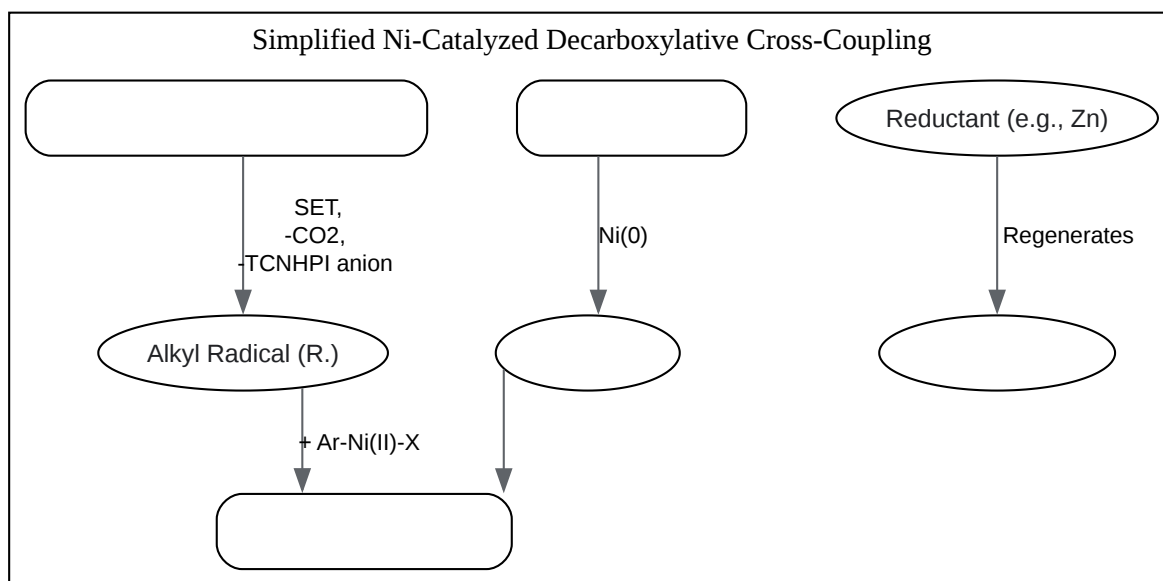 Simplified Ni-Catalyzed Decarboxylative Cross-Coupling
Reductant (e.g., Zn)
SET,
-CO2,
-TCNHPI anion
Ni(0)
Regenerates
Alkyl Radical (R.)
+ Ar-Ni(II)-X